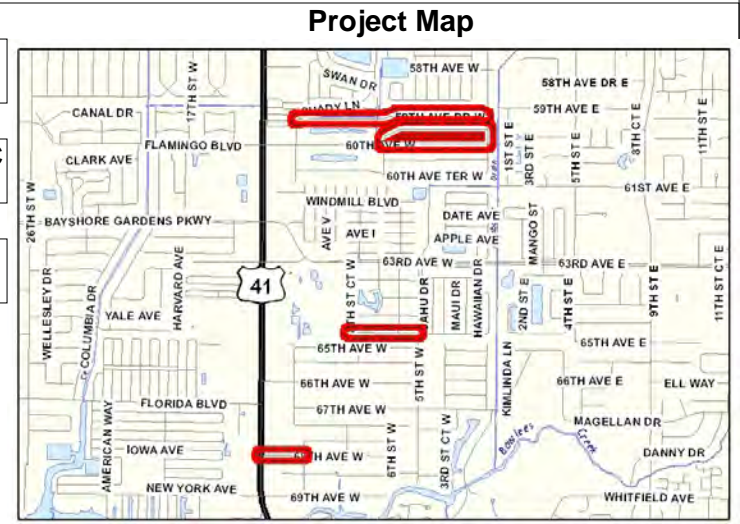 Project Map
58TH AVE W
SWAN DR
58TH AVE DR E
17TH ST W
CANAL DR
59TH AVE E
59TH AVE DR W
8TH CT E
11TH ST E
FLAMINGO BLVD
60TH AVE W
1ST ST E
3RD ST E
5TH ST E
CLARK AVE
60TH AVE TER W
61ST AVE E
26TH ST W
WINDMILL BLVD
BAYSHORE GARDENS PKWY
AVE V
AVE I
DATE AVE
APPLE AVE
MANGO ST
HARVARD AVE
63RD AVE W
63RD AVE E
41
WELLESLEY DR
COLUMBIA DR
YALE AVE
MAUI DR
HAWAIIAN DR
2ND ST E
4TH ST E
9TH ST E
11TH ST CT E
65TH AVE W
65TH AVE E
5TH ST W
KIMLINDA LN
66TH AVE W
66TH AVE E
ELL WAY
FLORIDA BLVD
67TH AVE W
AMERICAN WAY
MAGELLAN DR
IOWA AVE
6TH ST W
3RD ST CT W
Bowlees
Creek
DANNY DR
NEW YORK AVE
69TH AVE W
WHITFIELD AVE